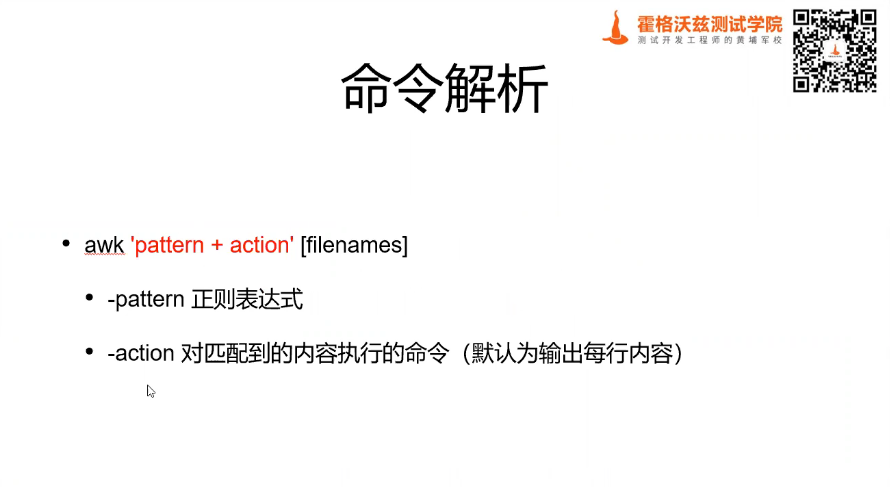 霍格沃兹测试学院
测试开发工程师的黄埔军校
命令解析
• awk 'pattern + action' [filenames]
• -pattern 正则表达式
• -action 对匹配到的内容执行的命令（默认为输出每行内容）